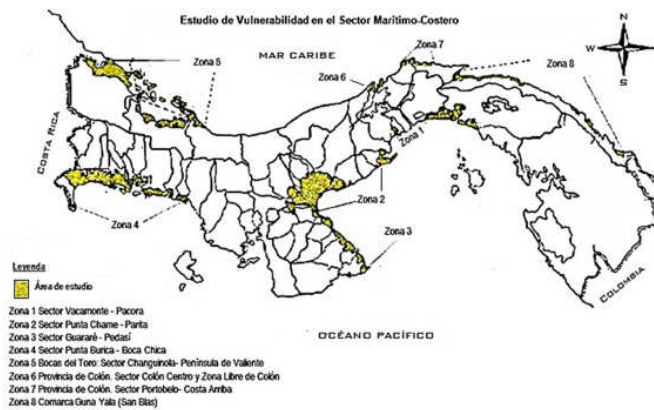 Estudio de Vulnerabilidad en el Sector Marítimo-Costero
N
W E
S
MAR CARIBE
Zona 7
Zona 5
Zona 6
Zona 8
COSTA RICA
Zona 1
Zona 2
Zona 4
Zona 3
COLOMBIA
OCÉANO PACÍFICO
Leyenda
Área de estudio
Zona 1 Sector Vacamonte - Pacora
Zona 2 Sector Punta Chame - Parita
Zona 3 Sector Guararé - Pedasí
Zona 4 Sector Punta Burica - Boca Chica
Zona 5 Bocas del Toro: Sector Changuinola- Península de Valiente
Zona 6 Provincia de Colón. Sector Colón Centro y Zona Libre de Colón
Zona 7 Provincia de Colón. Sector Portobelo- Costa Arriba
Zona 8 Comarca Guna Yala (San Blas)